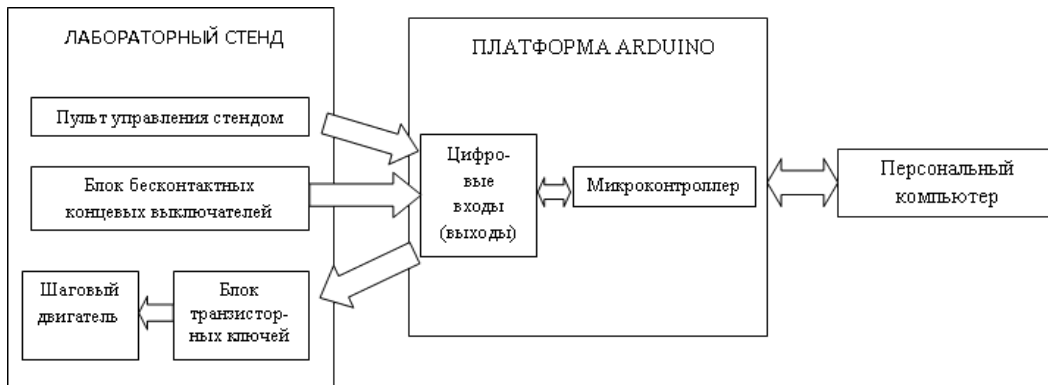 ЛАБОРАТОРНЫЙ СТЕНД
Пульт управления стендом
Блок бесконтактных
концевых выключателей
Шаговый
двигатель
Блок
транзистор-
ных ключей
ПЛАТФОРМА ARDUINO
Цифро-
вые
входы
(выходы)
Микроконтроллер
Персональный
компьютер